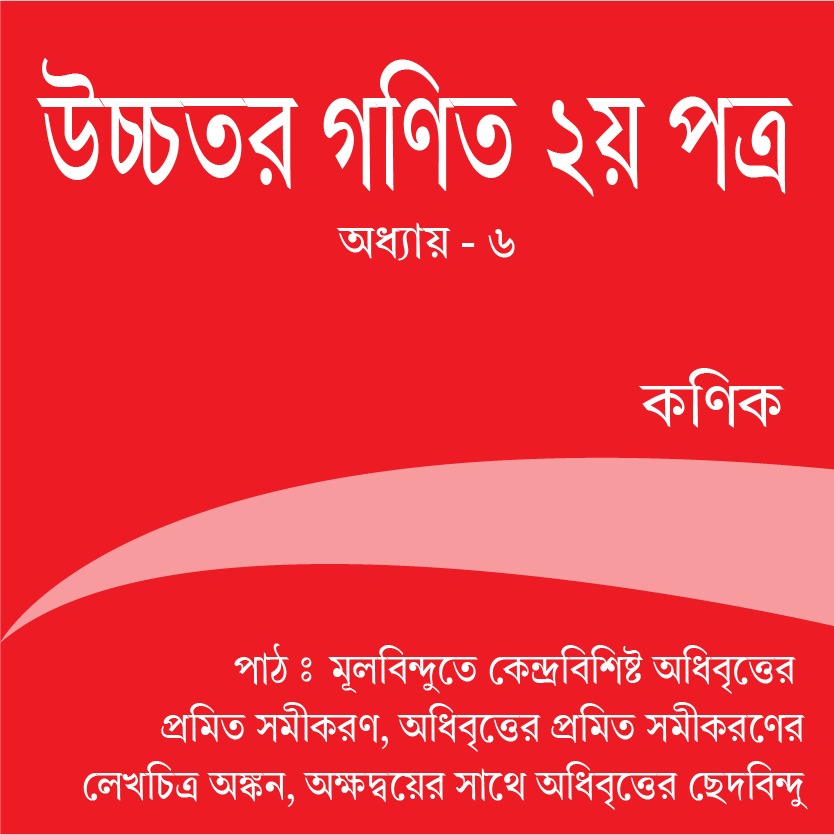 উচ্চতর গণিত ২য় পত্র
অধ্যায় - ৬
কণিক
পাঠ ঃ মূলবিন্দুতে কেন্দ্রবিশিষ্ট অধিবৃত্তের
প্রমিত সমীকরণ, অধিবৃত্তের প্রমিত সমীকরণের
লেখচিত্র অঙ্কন, অক্ষদ্বয়ের সাথে অধিবৃত্তের ছেদবিন্দু